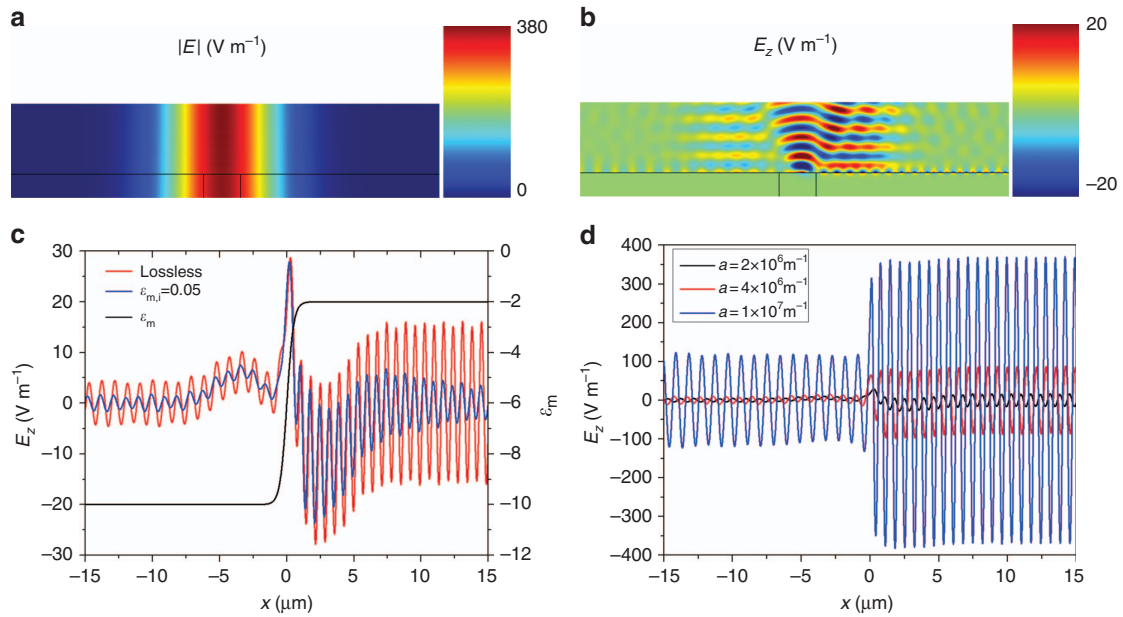 a
|E| (V m⁻¹)
380
0
b
E_z (V m⁻¹)
20
−20
c
30
20
10
0
−10
−20
−30
E_z (V m⁻¹)
Lossless
ε_m,i=0.05
ε_m
0
−2
−4
−6
−8
−10
−12
ε_m
−15
−10
−5
0
5
10
15
x (μm)
d
400
300
200
100
0
−100
−200
−300
−400
E_z (V m⁻¹)
a=2×10⁶m⁻¹
a=4×10⁶m⁻¹
a=1×10⁷m⁻¹
−15
−10
−5
0
5
10
15
x (μm)